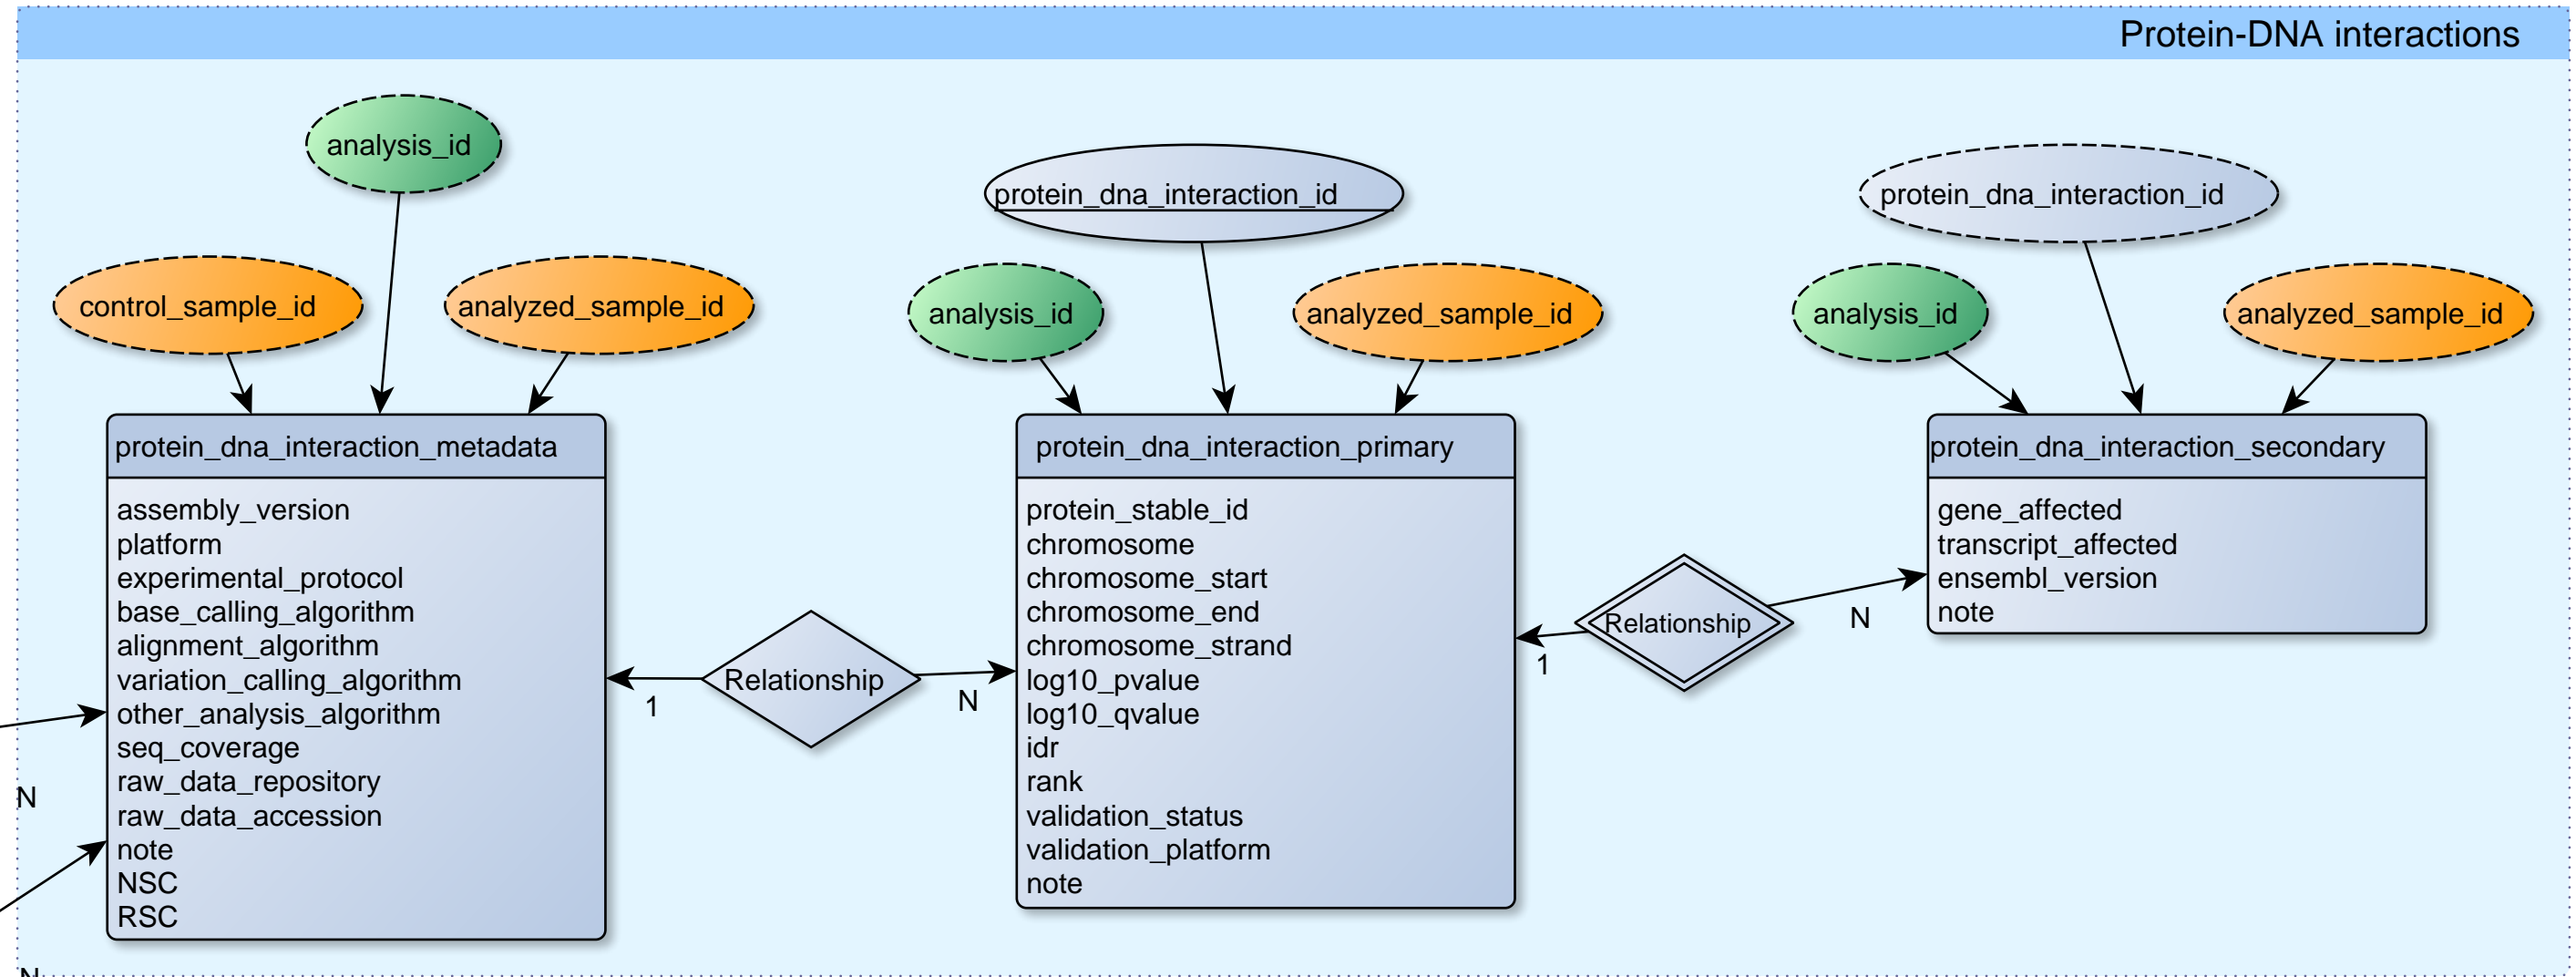 Protein-DNA interactions
analysis_id
control_sample_id
analyzed_sample_id
protein_dna_interaction_metadata
assembly_version
platform
experimental_protocol
base_calling_algorithm
alignment_algorithm
variation_calling_algorithm
other_analysis_algorithm
seq_coverage
raw_data_repository
raw_data_accession
note
NSC
RSC
N
N
1
Relationship
N
protein_dna_interaction_id
analysis_id
analyzed_sample_id
protein_dna_interaction_primary
protein_stable_id
chromosome
chromosome_start
chromosome_end
chromosome_strand
log10_pvalue
log10_qvalue
idr
rank
validation_status
validation_platform
note
1
Relationship
N
protein_dna_interaction_id
analysis_id
analyzed_sample_id
protein_dna_interaction_secondary
gene_affected
transcript_affected
ensembl_version
note